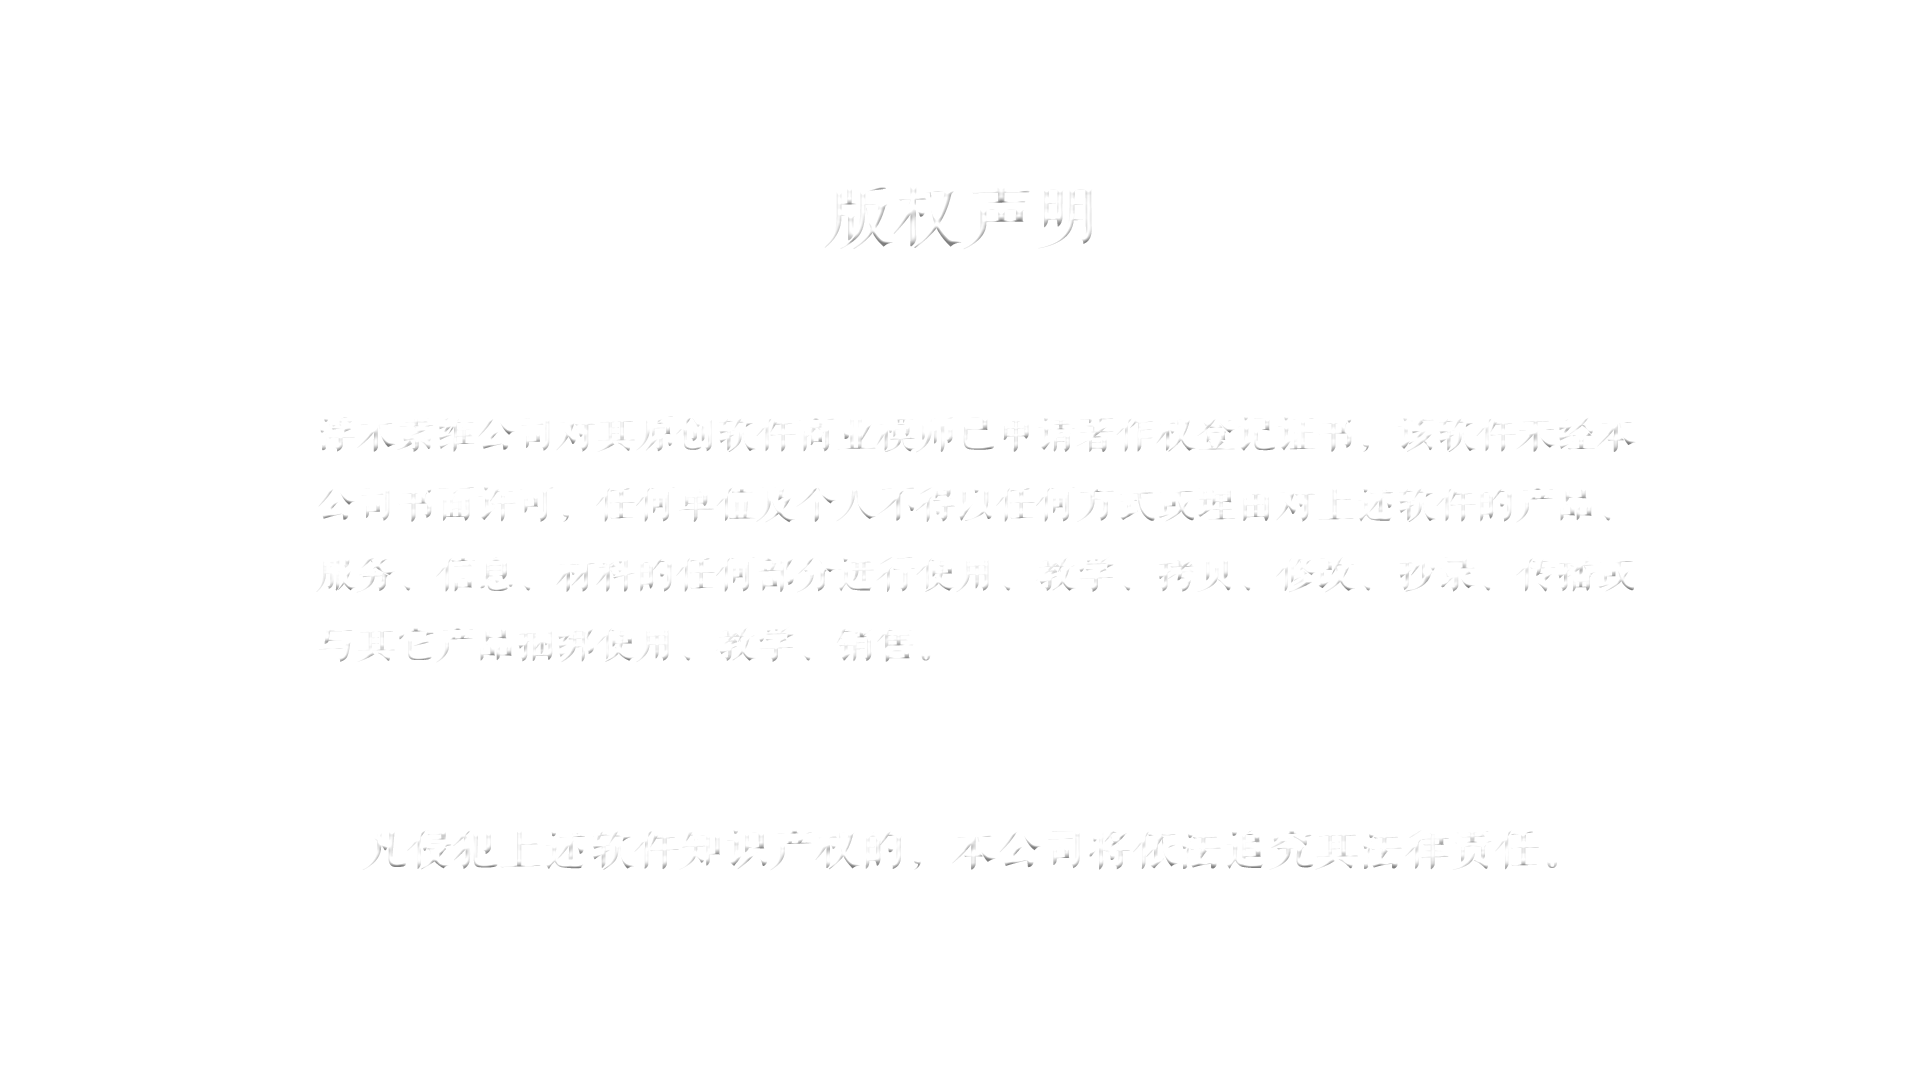 版权声明
公司对其原创软件商业模师已申请著作权登记证书，该软件未经本
公司书面许可，任何单位及个人不得以任何方式或理由对上述软件的产品、
服务、信息、材料的任何部分进行使用、教学、拷贝、修改、抄录、传播或
与其它产品捆绑使用、教学、销售。
凡侵犯上述软件知识产权的，本公司将依法追究其法律责任。